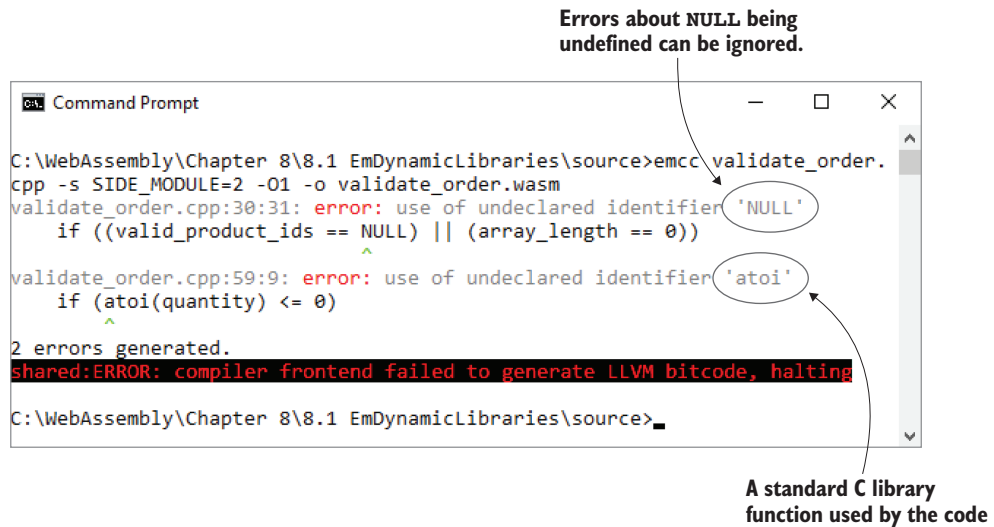 Errors about NULL being
undefined can be ignored.
Command Prompt
C:\WebAssembly\Chapter 8\8.1 EmDynamicLibraries\source>emcc validate_order.
cpp -s SIDE_MODULE=2 -O1 -o validate_order.wasm
validate_order.cpp:30:31: error: use of undeclared identifier 'NULL'
if ((valid_product_ids == NULL) || (array_length == 0))
^
validate_order.cpp:59:9: error: use of undeclared identifier 'atoi'
if (atoi(quantity) <= 0)
^
2 errors generated.
shared:ERROR: compiler frontend failed to generate LLVM bitcode, halting
C:\WebAssembly\Chapter 8\8.1 EmDynamicLibraries\source>
A standard C library
function used by the code